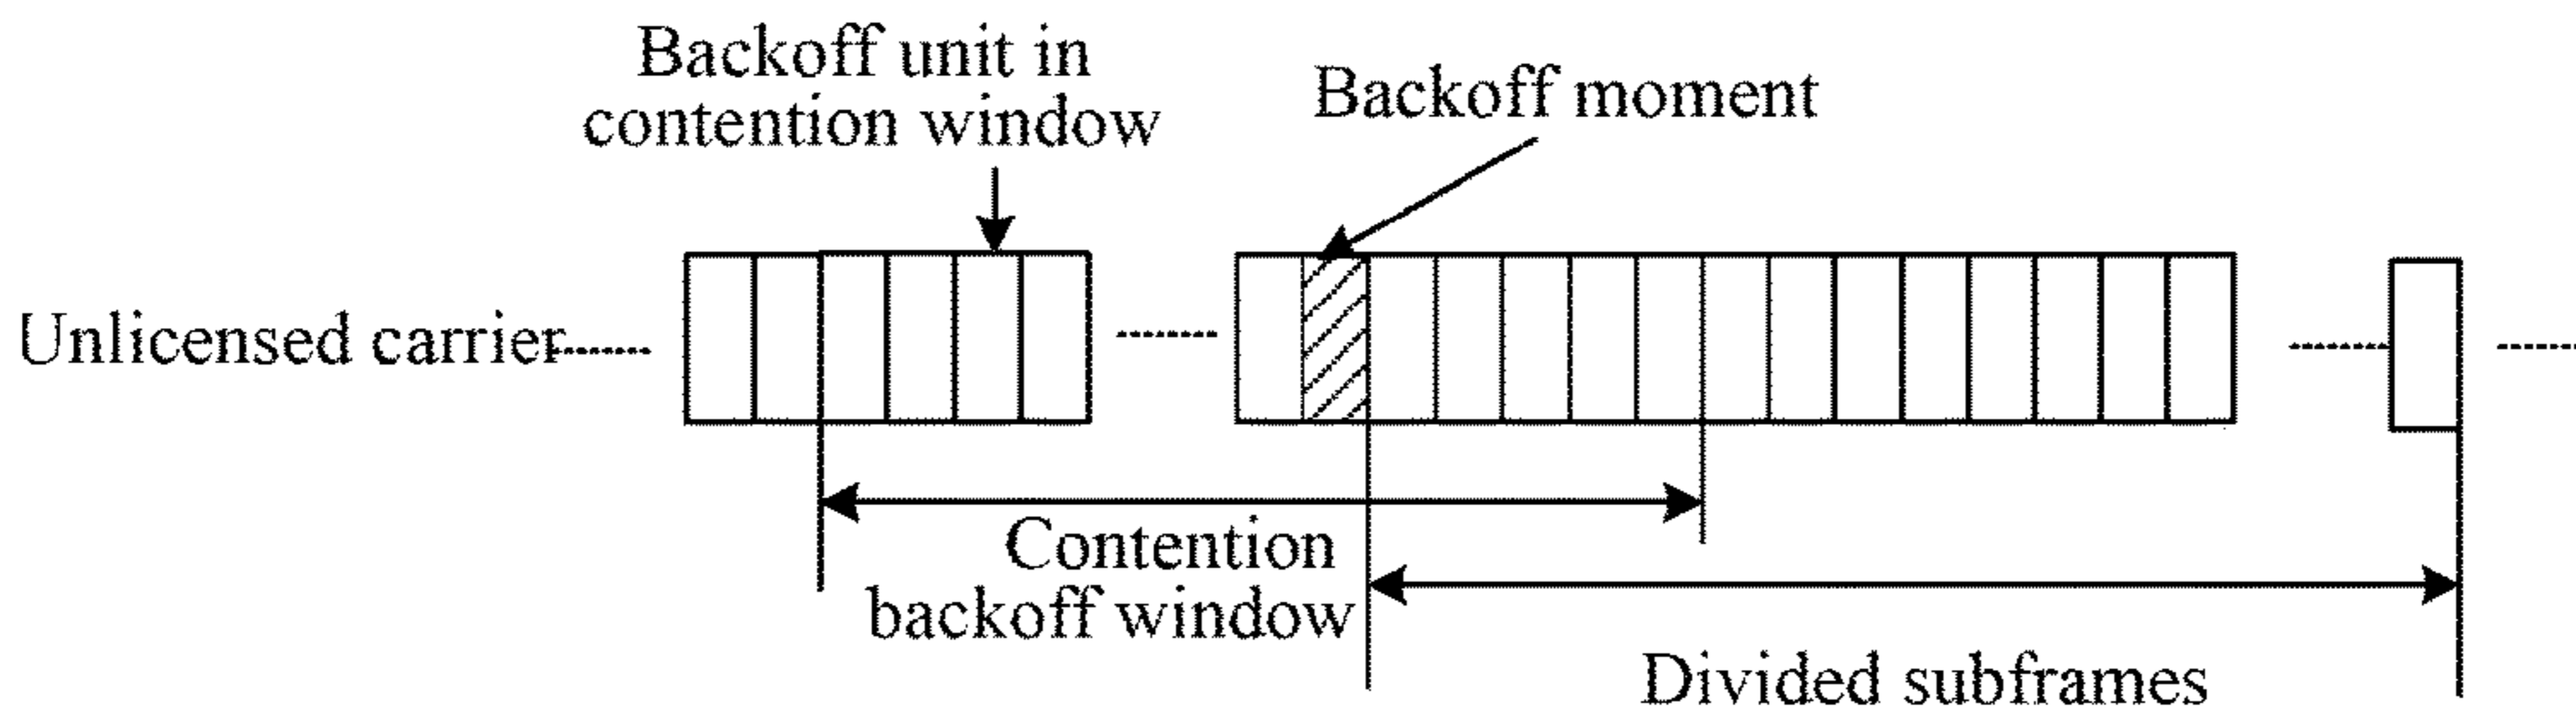 Backoff unit in
contention window
Backoff moment
Unlicensed carrier
Contention
backoff window
Divided subframes